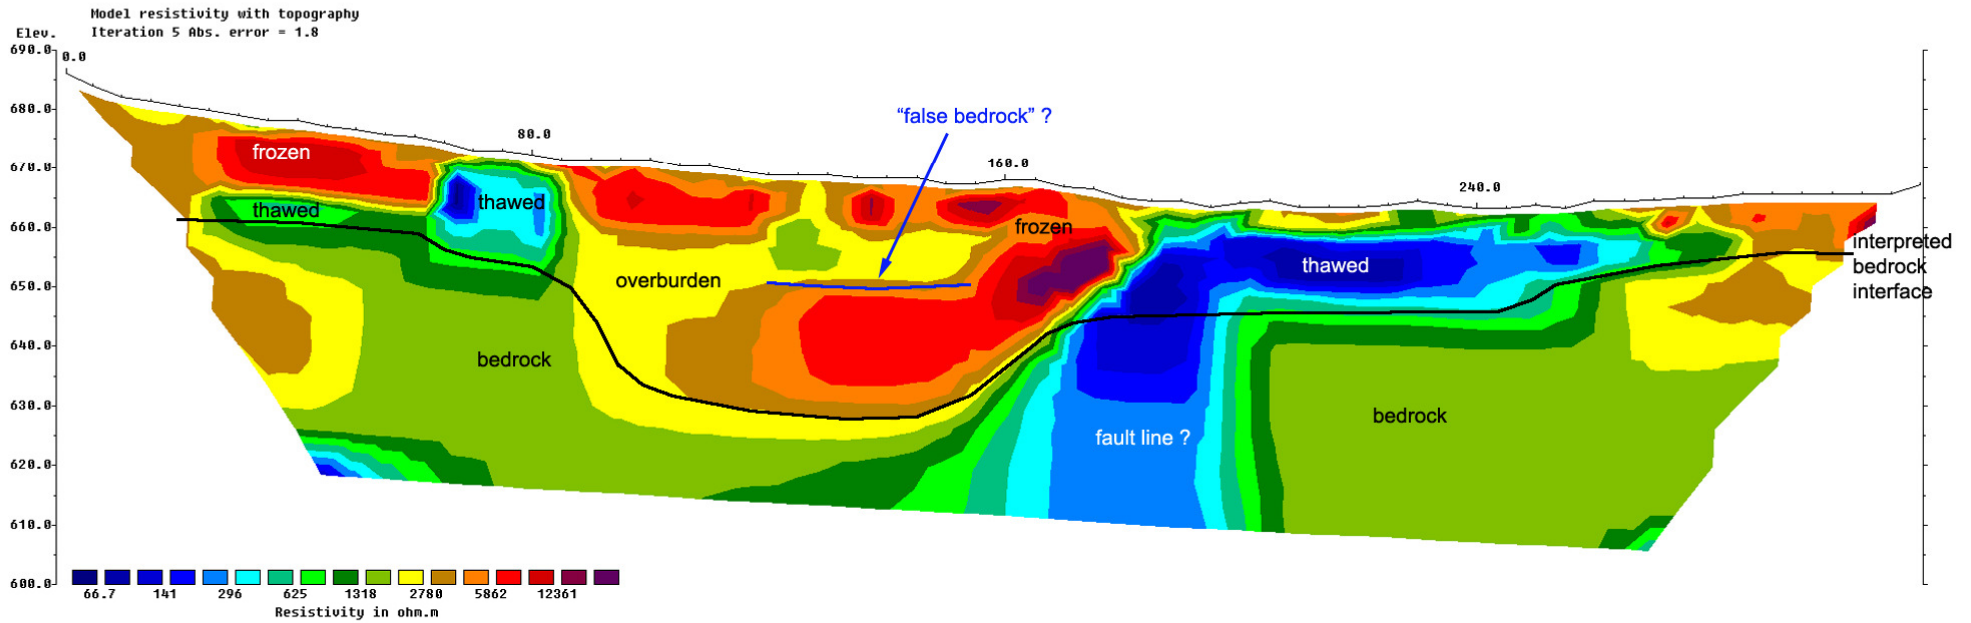 Model resistivity with topography
Elev.
Iteration 5 Abs. error = 1.8
690.0
0.0
680.0
"false bedrock" ?
80.0
frozen
670.0
160.0
240.0
thawed
thawed
660.0
frozen
interpreted
bedrock
interface
overburden
thawed
650.0
640.0
bedrock
630.0
bedrock
fault line ?
620.0
610.0
600.0
66.7 141 296 625 1318 2780 5862 12361
Resistivity in ohm.m